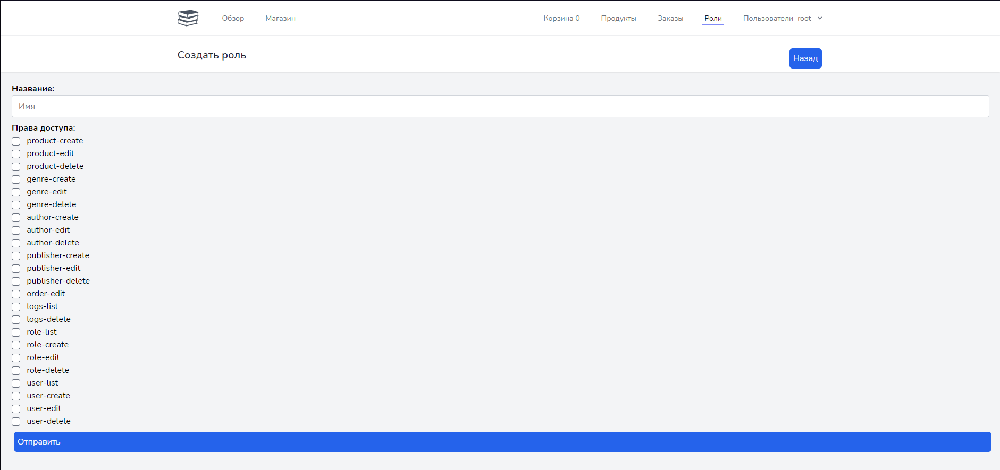 Обзор Магазин Корзина 0 Продукты Заказы Роли Пользователи root
Создать роль Назад
Название:
Имя
Права доступа:
product-create
product-edit
product-delete
genre-create
genre-edit
genre-delete
author-create
author-edit
author-delete
publisher-create
publisher-edit
publisher-delete
order-edit
logs-list
logs-delete
role-list
role-create
role-edit
role-delete
user-list
user-create
user-edit
user-delete
Отправить